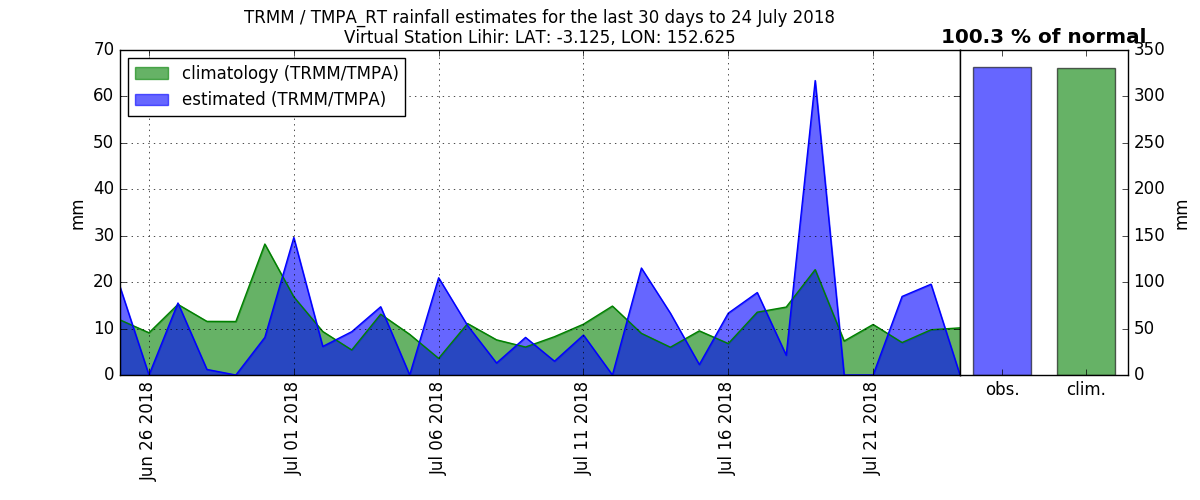 TRMM / TMPA_RT rainfall estimates for the last 30 days to 24 July 2018
Virtual Station Lihir: LAT: -3.125, LON: 152.625
100.3 % of normal
climatology (TRMM/TMPA)
estimated (TRMM/TMPA)
70
60
50
40
30
20
10
0
mm
350
300
250
200
150
100
50
0
mm
Jun 26 2018
Jul 01 2018
Jul 06 2018
Jul 11 2018
Jul 16 2018
Jul 21 2018
obs.
clim.